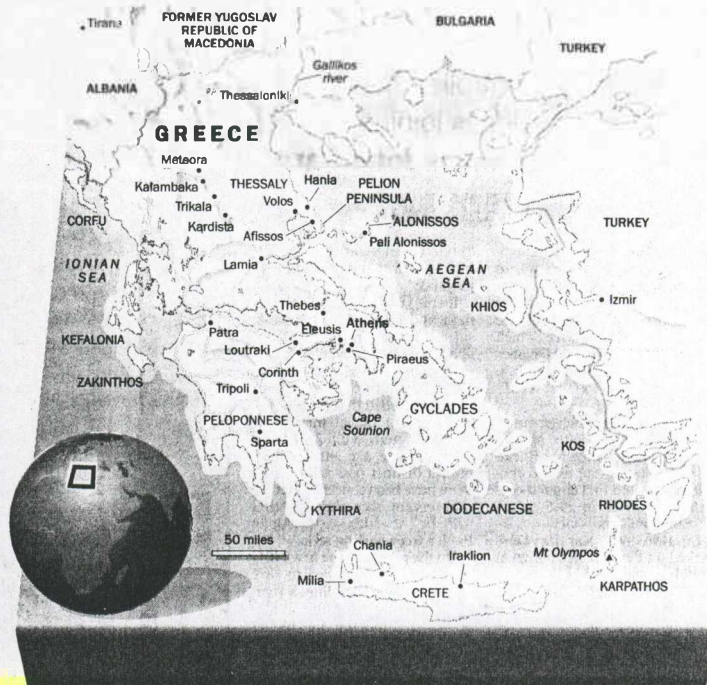 Tirana
FORMER YUGOSLAV
REPUBLIC OF
MACEDONIA
BULGARIA
TURKEY
Gallikos
river
ALBANIA
Thessaloniki
GREECE
Meteora
Kalambaka
THESSALY
Hania
PELION
PENINSULA
Trikala
Volos
CORFU
Kardista
Afissos
ALONISSOS
TURKEY
Pali Alonissos
IONIAN
SEA
Lamia
AEGEAN
SEA
KHIOS
Izmir
Thebes
Patra
Eleusis
Athens
KEFALONIA
Loutraki
Piraeus
Corinth
ZAKINTHOS
Tripoli
CYCLADES
PELOPONNESE
Cape
Sounion
Sparta
KOS
KYTHIRA
DODECANESE
RHODES
50 miles
Chania
Iraklion
Mt Olympos
Milia
CRETE
KARPATHOS